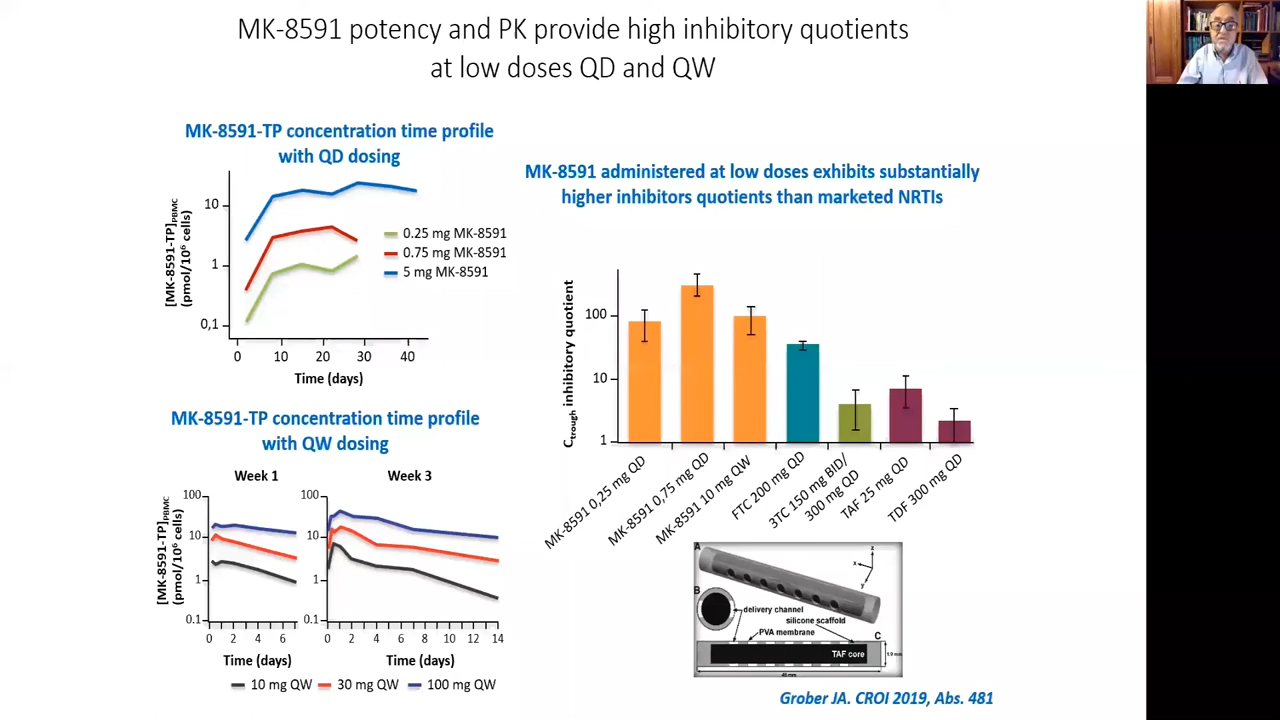 MK-8591 potency and PK provide high inhibitory quotients
at low doses QD and QW
MK-8591-TP concentration time profile
with QD dosing
[MK-8591-TP]PBMC
(pmol/10⁶ cells)
10
1
0,1
0
10
20
30
40
Time (days)
0.25 mg MK-8591
0.75 mg MK-8591
5 mg MK-8591
MK-8591-TP concentration time profile
with QW dosing
Week 1
Week 3
[MK-8591-TP]PBMC
(pmol/10⁶ cells)
100
10
1
0.1
0
2
4
6
Time (days)
100
10
1
0.1
0
2
4
6
8
10
12
14
Time (days)
10 mg QW
30 mg QW
100 mg QW
MK-8591 administered at low doses exhibits substantially
higher inhibitors quotients than marketed NRTIs
Ctrough inhibitory quotient
100
10
1
MK-8591 0,25 mg QD
MK-8591 0,75 mg QD
MK-8591 10 mg QW
FTC 200 mg QD
3TC 150 mg BID/
300 mg QD
TAF 25 mg QD
TDF 300 mg QD
A
z
x
y
B
delivery channel
silicone scaffold
PVA membrane
C
TAF core
1.9 mm
40 mm
Grober JA. CROI 2019, Abs. 481